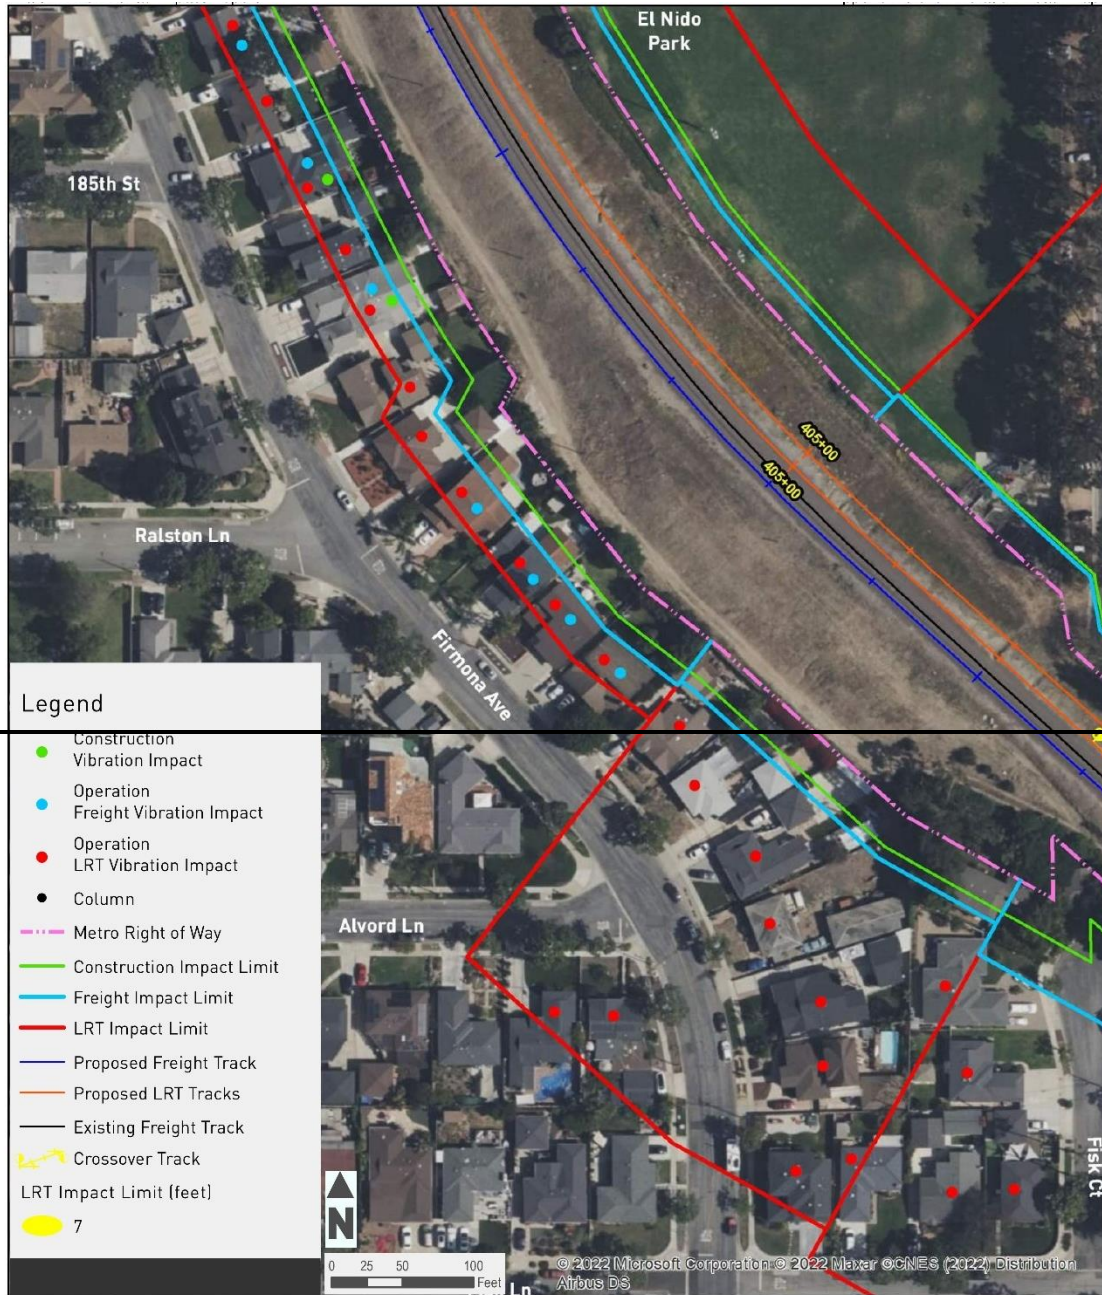 El Nido
Park
185th St
405+00
405+00
Ralston Ln
Firmona Ave
Legend
Construction
Vibration Impact
Operation
Freight Vibration Impact
Operation
LRT Vibration Impact
Column
Metro Right of Way
Construction Impact Limit
Freight Impact Limit
LRT Impact Limit
Proposed Freight Track
Proposed LRT Tracks
Existing Freight Track
Crossover Track
LRT Impact Limit (feet)
7
Alvord Ln
Fisk Ct
N
0 25 50 100
Feet
Ln
© 2022 Microsoft Corporation © 2022 Maxar ©CNES (2022) Distribution
Airbus DS